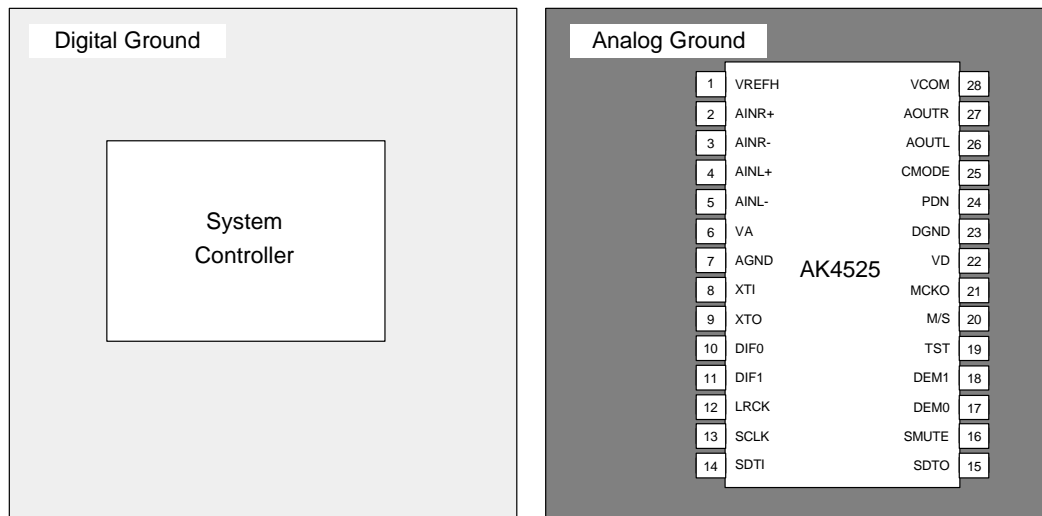 Digital Ground
System
Controller
Analog Ground
1 VREFH VCOM 28
2 AINR+ AOUTR 27
3 AINR- AOUTL 26
4 AINL+ CMODE 25
5 AINL- PDN 24
6 VA DGND 23
7 AGND VD 22
AK4525
8 XTI MCKO 21
9 XTO M/S 20
10 DIF0 TST 19
11 DIF1 DEM1 18
12 LRCK DEM0 17
13 SCLK SMUTE 16
14 SDTI SDTO 15